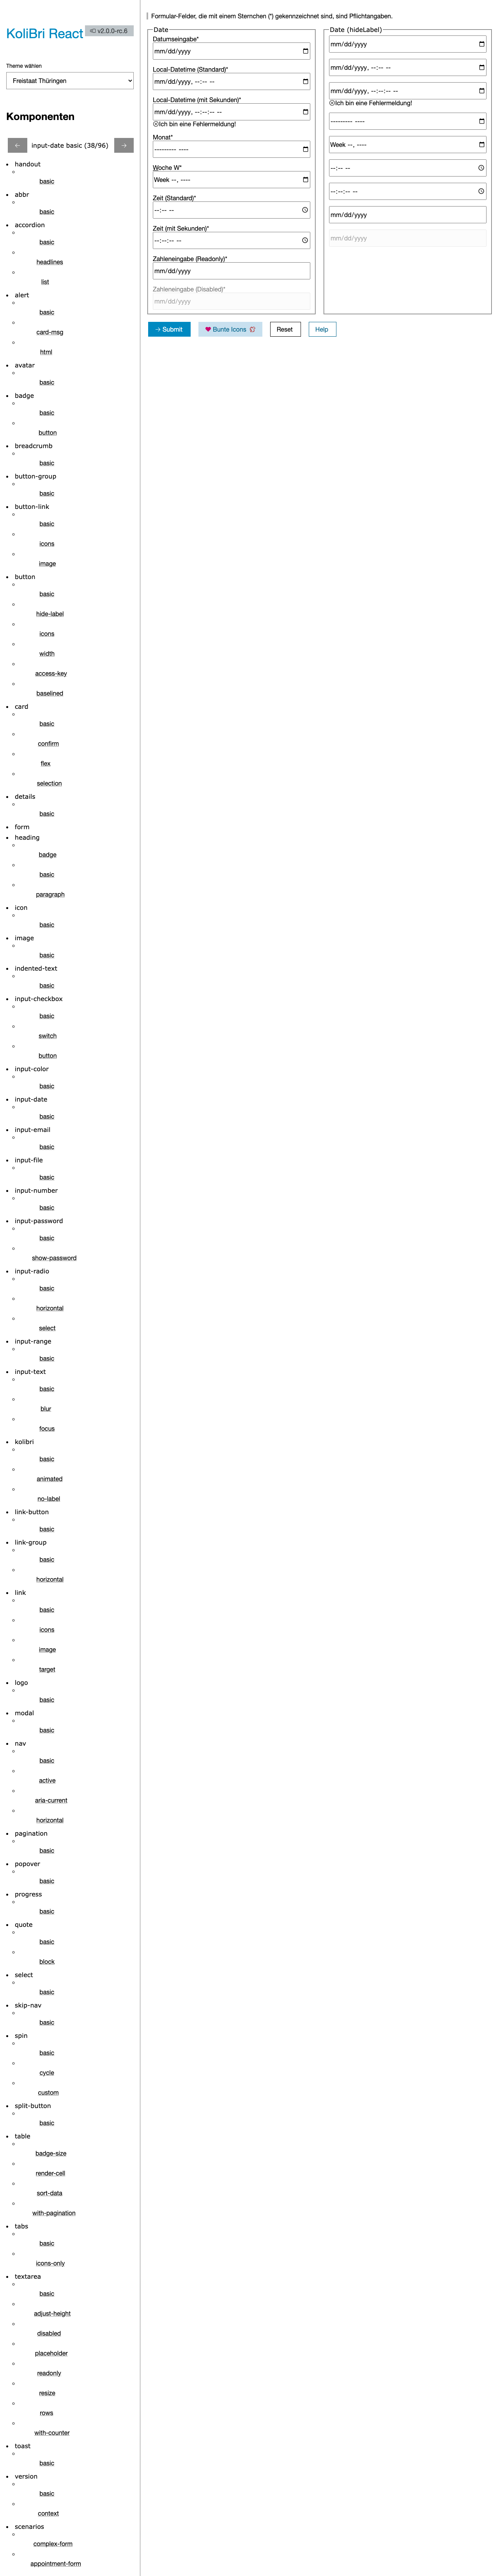 KoliBri React
v2.0.0-rc.6
Theme wählen
Freistaat Thüringen
Komponenten
input-date basic (38/96)
handout
basic
abbr
basic
accordion
basic
headlines
list
alert
basic
card-msg
html
avatar
basic
badge
basic
button
breadcrumb
basic
button-group
basic
button-link
basic
icons
image
button
basic
hide-label
icons
width
access-key
baselined
card
basic
confirm
flex
selection
details
basic
form
heading
badge
basic
paragraph
icon
basic
image
basic
indented-text
basic
input-checkbox
basic
switch
button
input-color
basic
input-date
basic
input-email
basic
input-file
basic
input-number
basic
input-password
basic
show-password
input-radio
basic
horizontal
select
input-range
basic
input-text
basic
blur
focus
kolibri
basic
animated
no-label
link-button
basic
link-group
basic
horizontal
link
basic
icons
image
target
logo
basic
modal
basic
nav
basic
active
aria-current
horizontal
pagination
basic
popover
basic
progress
basic
quote
basic
block
select
basic
skip-nav
basic
spin
basic
cycle
custom
split-button
basic
table
badge-size
render-cell
sort-data
with-pagination
tabs
basic
icons-only
textarea
basic
adjust-height
disabled
placeholder
readonly
resize
rows
with-counter
toast
basic
version
basic
context
scenarios
complex-form
appointment-form
Formular-Felder, die mit einem Sternchen (*) gekennzeichnet sind, sind Pflichtangaben.
Date
Datumseingabe*
mm/dd/yyyy
Local-Datetime (Standard)*
mm/dd/yyyy, --:-- --
Local-Datetime (mit Sekunden)*
mm/dd/yyyy, --:--:-- --
Ich bin eine Fehlermeldung!
Monat*
--------- ----
Woche W*
Week --, ----
Zeit (Standard)*
--:-- --
Zeit (mit Sekunden)*
--:--:-- --
Zahleneingabe (Readonly)*
mm/dd/yyyy
Zahleneingabe (Disabled)*
mm/dd/yyyy
Date (hideLabel)
mm/dd/yyyy
mm/dd/yyyy, --:-- --
mm/dd/yyyy, --:--:-- --
Ich bin eine Fehlermeldung!
--------- ----
Week --, ----
--:-- --
--:--:-- --
mm/dd/yyyy
mm/dd/yyyy
Submit
Bunte Icons
Reset
Help